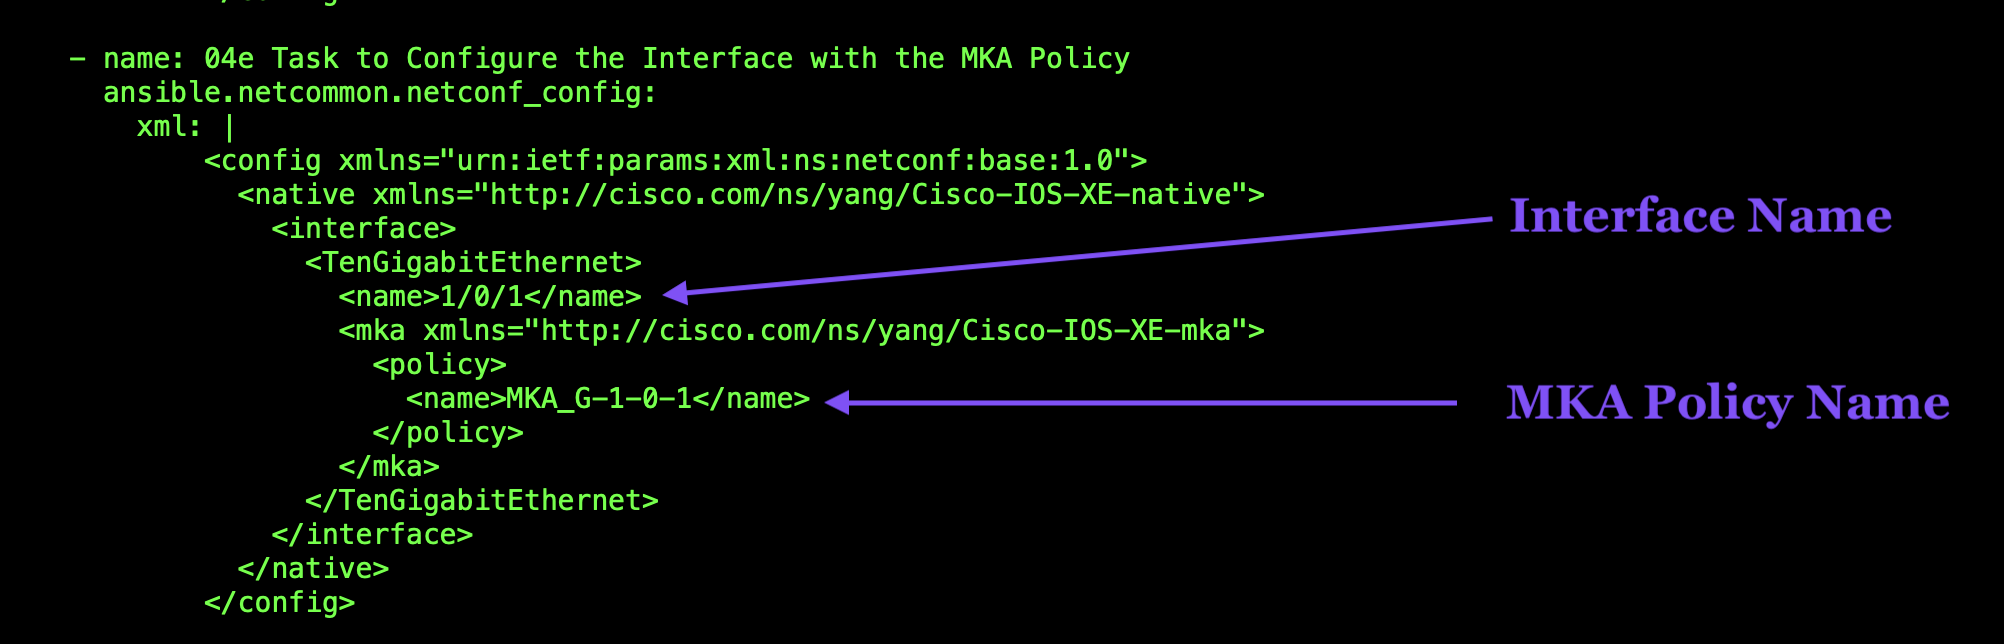 - name: 04e Task to Configure the Interface with the MKA Policy
ansible.netcommon.netconf_config:
xml: |
<config xmlns="urn:ietf:params:xml:ns:netconf:base:1.0">
<native xmlns="http://cisco.com/ns/yang/Cisco-IOS-XE-native">
<interface>
<TenGigabitEthernet>
<name>1/0/1</name>
<mka xmlns="http://cisco.com/ns/yang/Cisco-IOS-XE-mka">
<policy>
<name>MKA_G-1-0-1</name>
</policy>
</mka>
</TenGigabitEthernet>
</interface>
</native>
</config>
Interface Name
MKA Policy Name